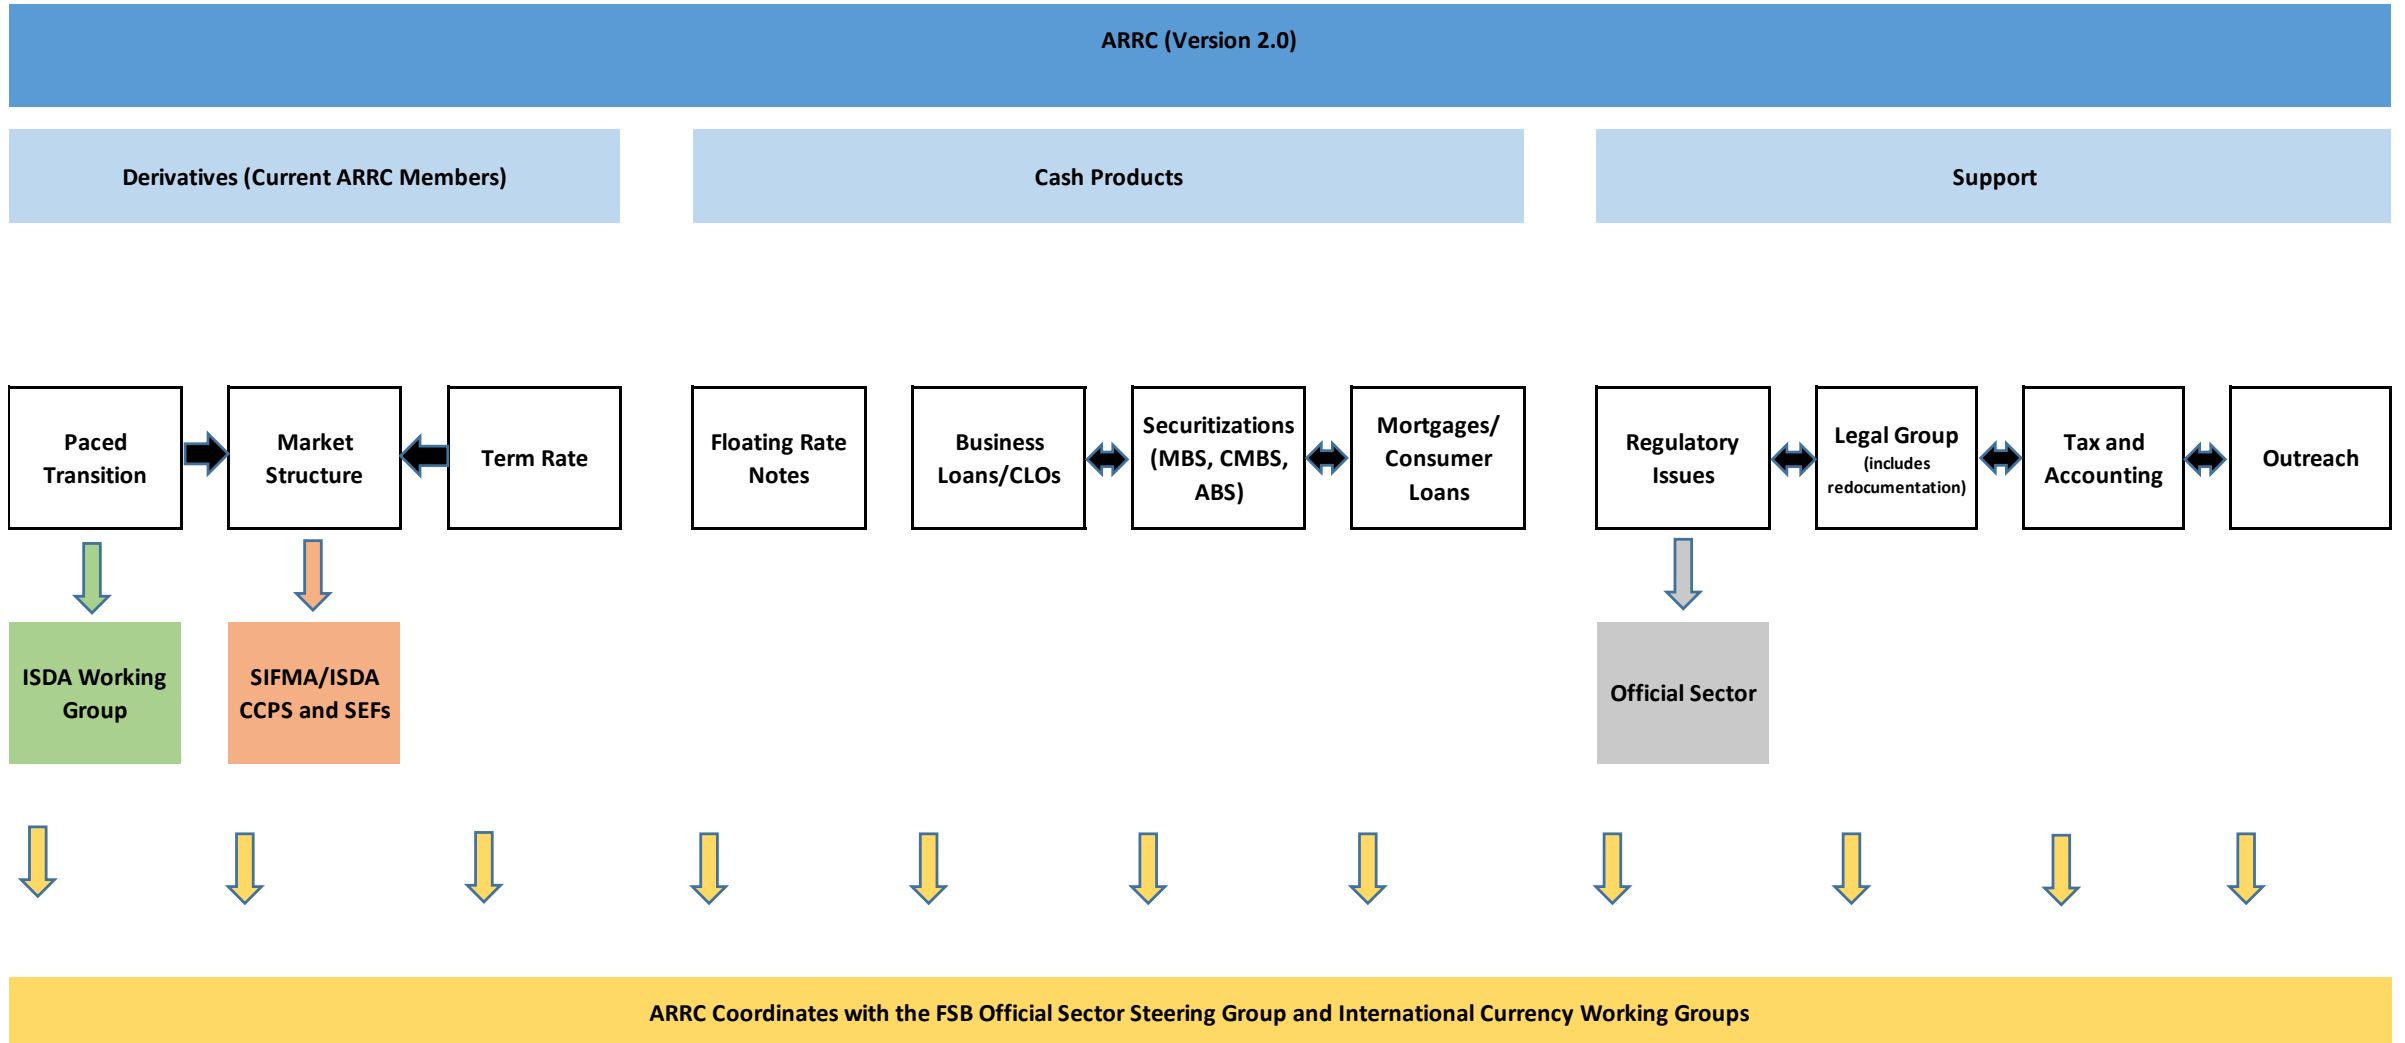 ARRC (Version 2.0)
Derivatives (Current ARRC Members)
Cash Products
Support
Paced
Transition
Market
Structure
Term Rate
Floating Rate
Notes
Business
Loans/CLOs
Securitizations
(MBS, CMBS,
ABS)
Mortgages/
Consumer
Loans
Regulatory
Issues
Legal Group
(includes
redocumentation)
Tax and
Accounting
Outreach
ISDA Working
Group
SIFMA/ISDA
CCPS and SEFs
Official Sector
ARRC Coordinates with the FSB Official Sector Steering Group and International Currency Working Groups